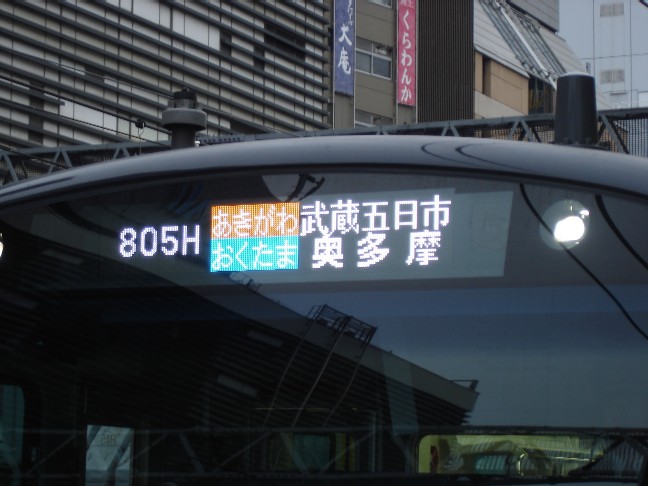 大庵
くらわんか
805H
あきがわ 武蔵五日市
おくたま 奥多摩